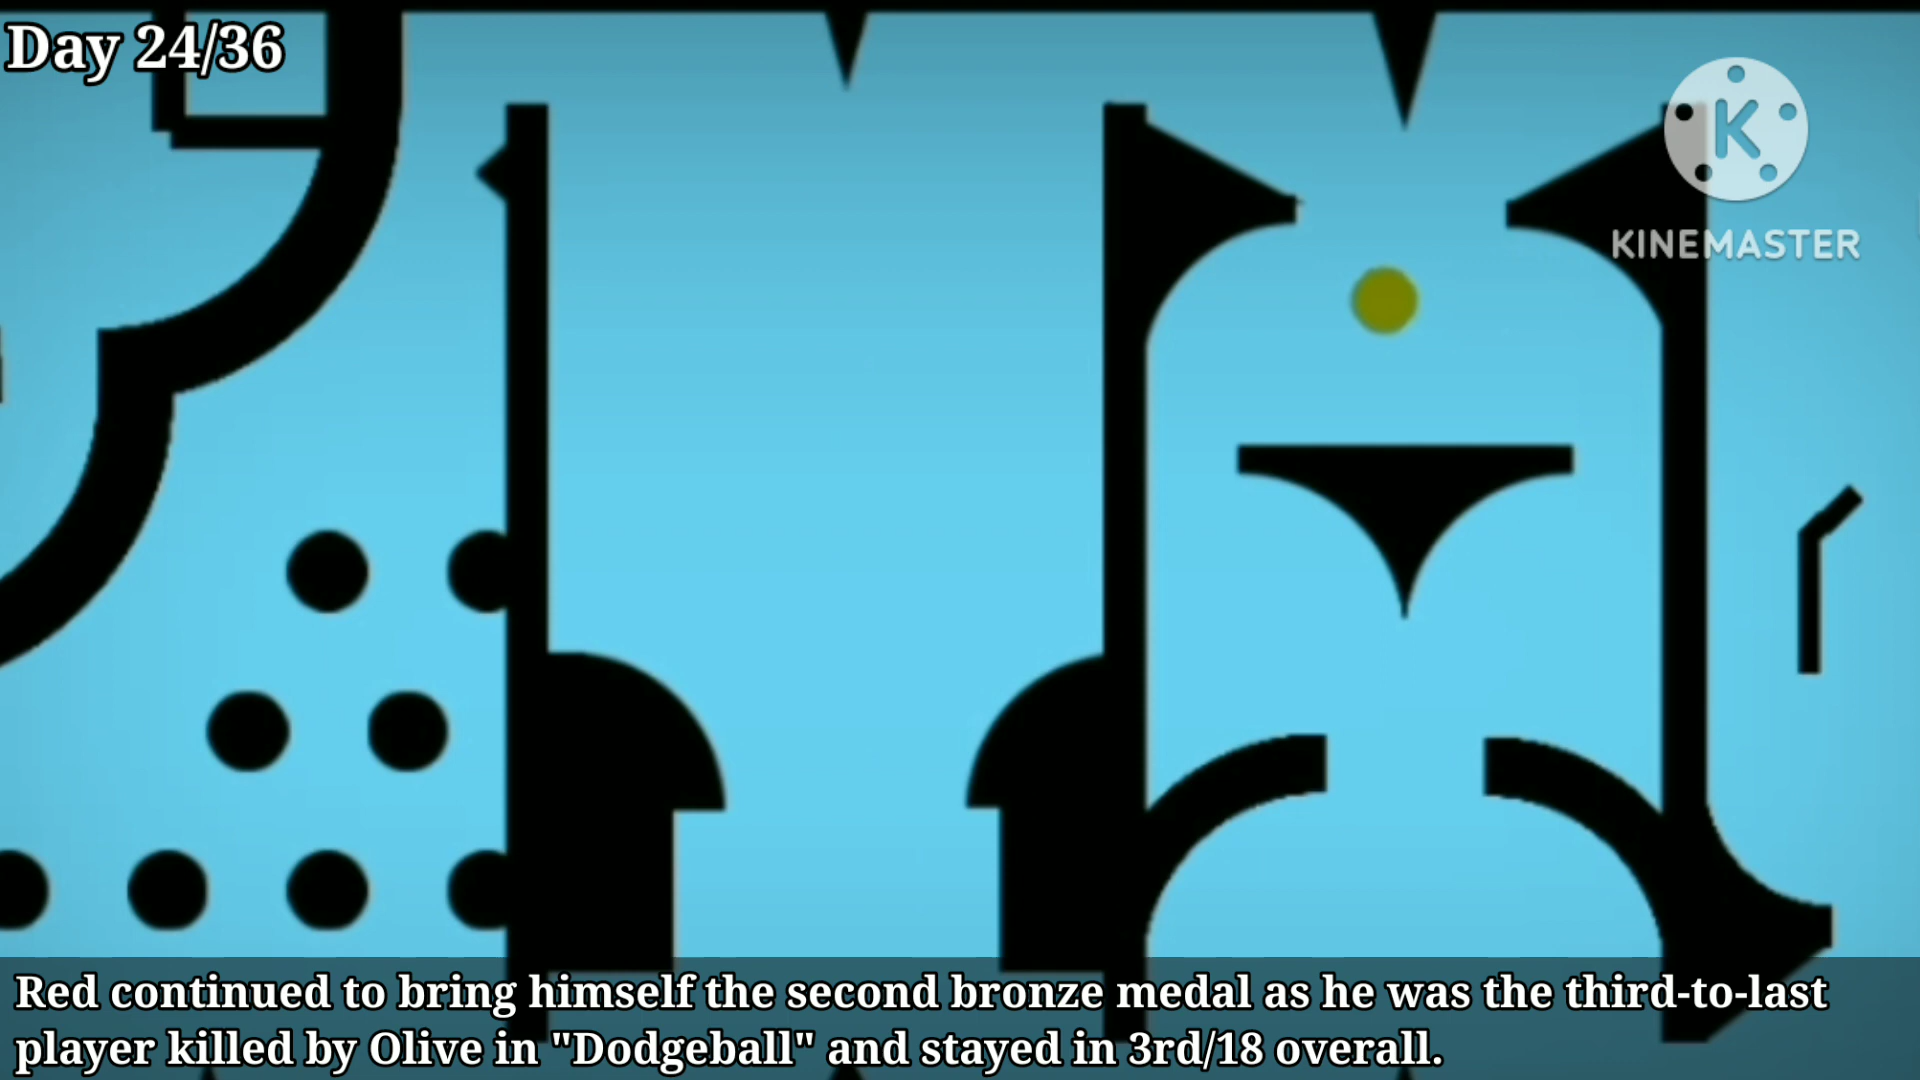 Day 24/36
K
KINEMASTER
Red continued to bring himself the second bronze medal as he was the third-to-last
player killed by Olive in "Dodgeball" and stayed in 3rd/18 overall.